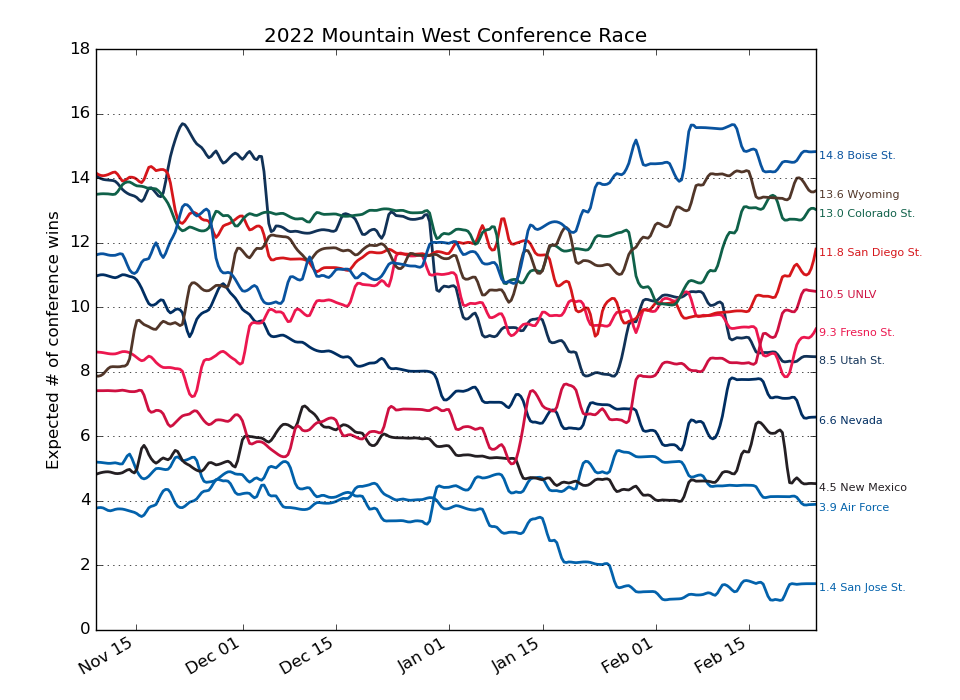 2022 Mountain West Conference Race
Expected # of conference wins
18
16
14
12
10
8
6
4
2
0
14.8 Boise St.
13.6 Wyoming
13.0 Colorado St.
11.8 San Diego St.
10.5 UNLV
9.3 Fresno St.
8.5 Utah St.
6.6 Nevada
4.5 New Mexico
3.9 Air Force
1.4 San Jose St.
Nov 15
Dec 01
Dec 15
Jan 01
Jan 15
Feb 01
Feb 15